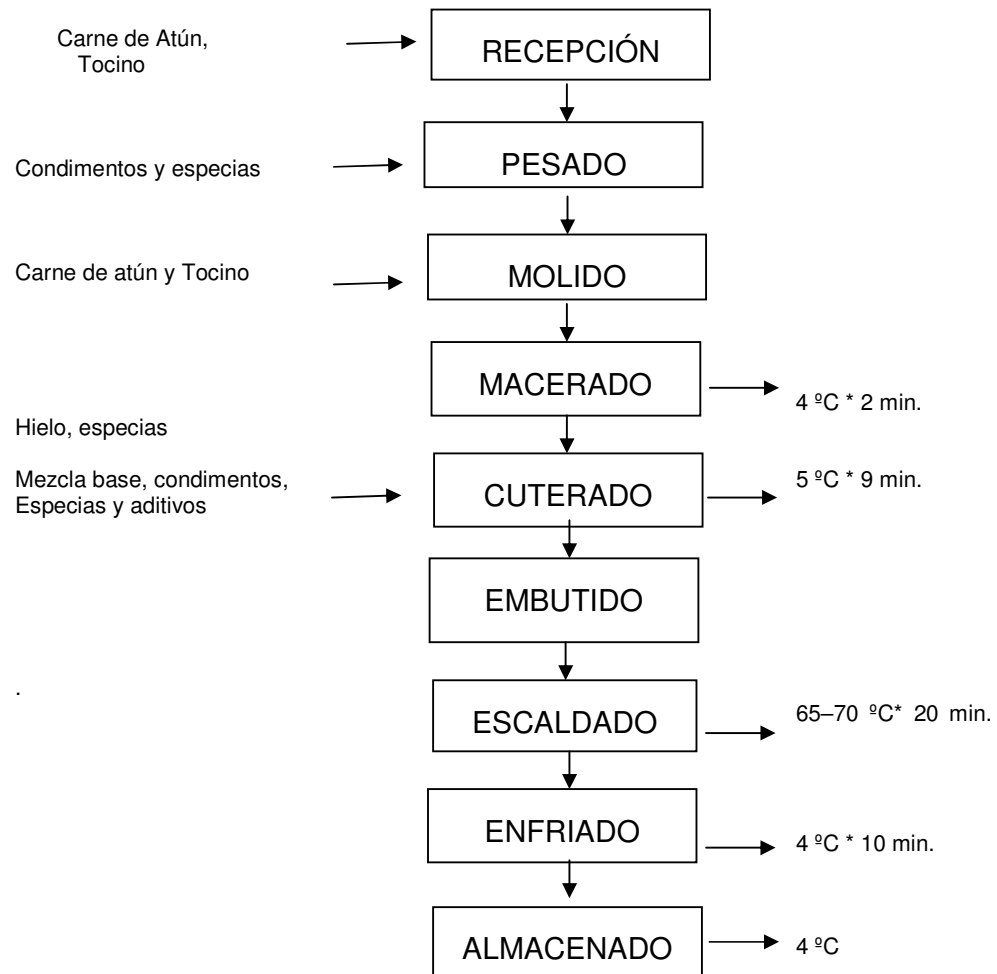 Carne de Atún,
Tocino
RECEPCIÓN
Condimentos y especias
PESADO
Carne de atún y Tocino
MOLIDO
MACERADO
4 ºC * 2 min.
Hielo, especias
Mezcla base, condimentos,
Especias y aditivos
CUTERADO
5 ºC * 9 min.
EMBUTIDO
.
ESCALDADO
65–70 ºC* 20 min.
ENFRIADO
4 ºC * 10 min.
ALMACENADO
4 ºC